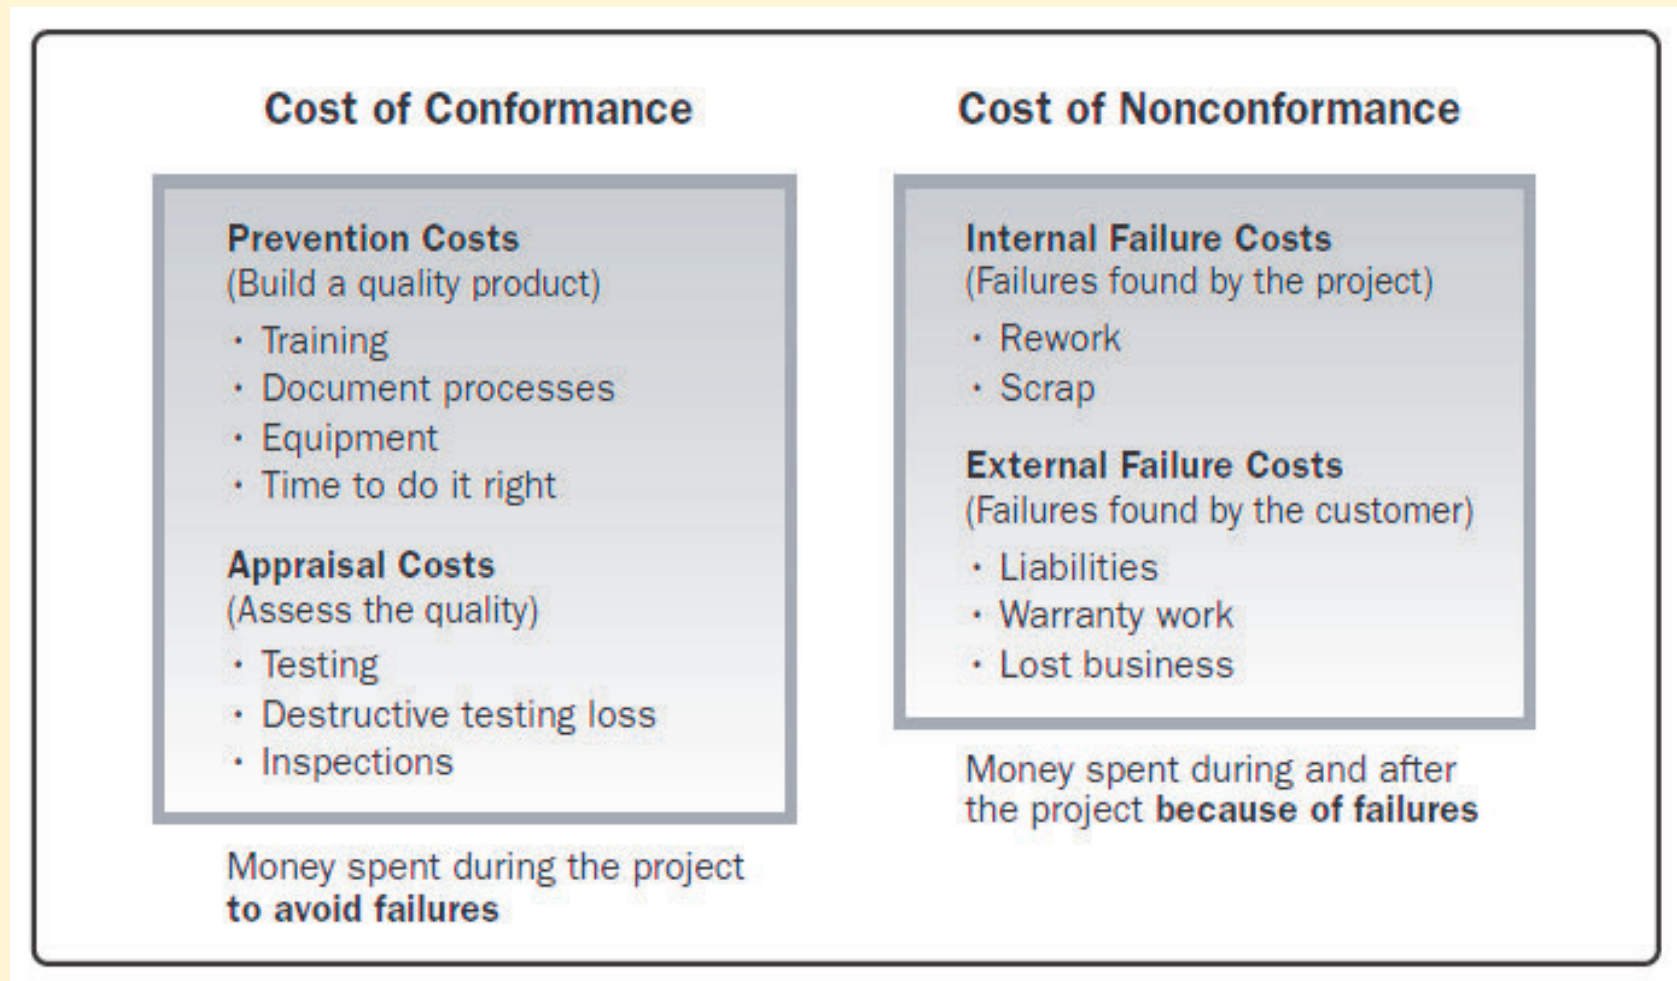 Cost of Conformance
Prevention Costs
(Build a quality product)
• Training
• Document processes
• Equipment
• Time to do it right
Appraisal Costs
(Assess the quality)
• Testing
• Destructive testing loss
• Inspections
Money spent during the project
to avoid failures
Cost of Nonconformance
Internal Failure Costs
(Failures found by the project)
• Rework
• Scrap
External Failure Costs
(Failures found by the customer)
• Liabilities
• Warranty work
• Lost business
Money spent during and after
the project because of failures